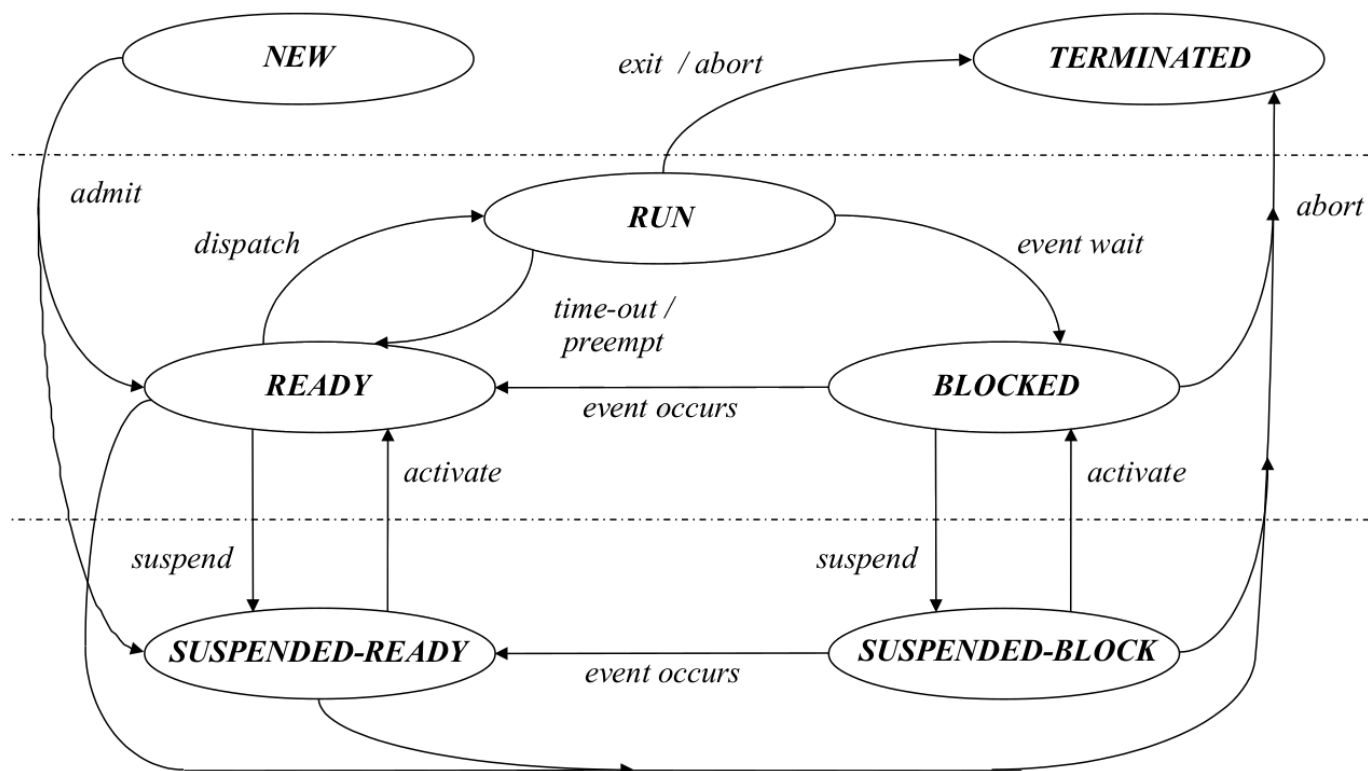 NEW
TERMINATED
exit / abort
admit
RUN
abort
dispatch
event wait
time-out /
preempt
READY
BLOCKED
event occurs
activate
activate
suspend
suspend
SUSPENDED-READY
SUSPENDED-BLOCK
event occurs